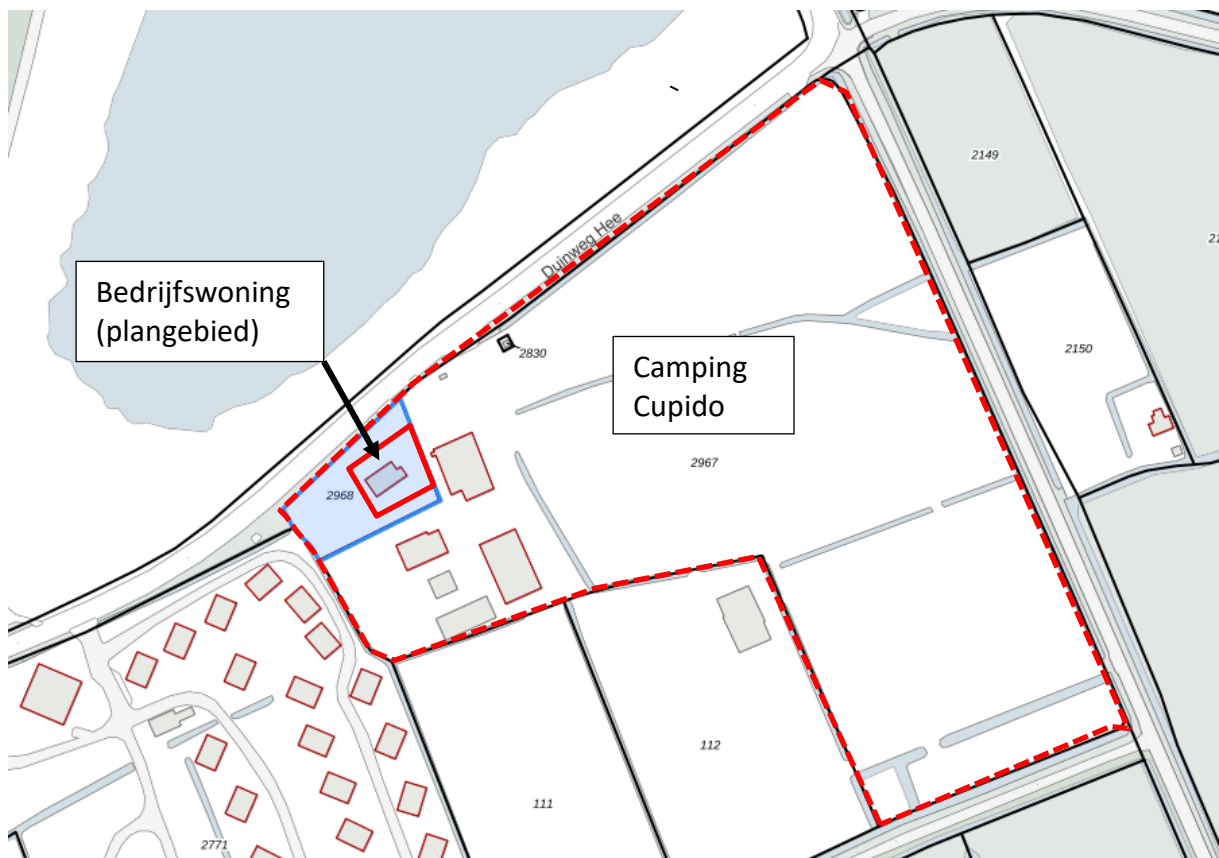 2149
Duinweg Hee
Bedrijfswoning
(plangebied)
2830
2150
Camping
Cupido
2967
2968
112
111
2771